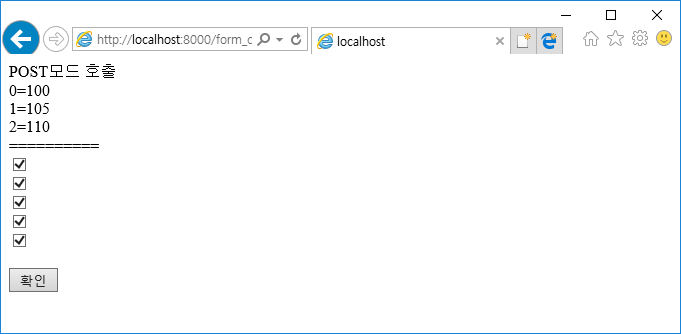 http://localhost:8000/form_c
localhost
POST모드 호출
0=100
1=105
2=110
==========
확인